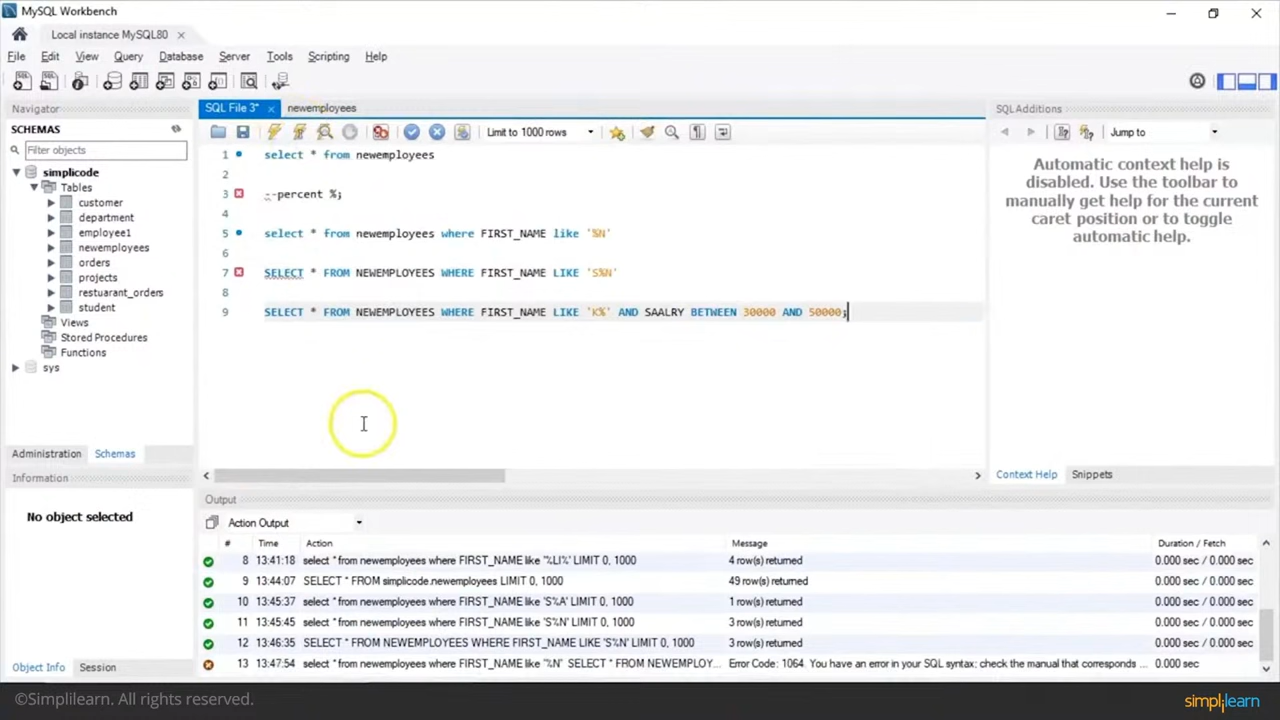 MySQL Workbench
Local instance MySQL80
File Edit View Query Database Server Tools Scripting Help
Navigator
SCHEMAS
Filter objects
simplicode
Tables
customer
department
employee1
newemployees
orders
projects
restuarant_orders
student
Views
Stored Procedures
Functions
sys
Administration Schemas
Information
No object selected
Object Info Session
SQL File 3* newemployees
Limit to 1000 rows
1 select * from newemployees
2
3 --percent %;
4
5 select * from newemployees where FIRST_NAME like '%N'
6
7 SELECT * FROM NEWEMPLOYEES WHERE FIRST_NAME LIKE 'S%N'
8
9 SELECT * FROM NEWEMPLOYEES WHERE FIRST_NAME LIKE 'K%' AND SAALRY BETWEEN 30000 AND 50000;
SQL Additions
Jump to
Automatic context help is
disabled. Use the toolbar to
manually get help for the current
caret position or to toggle
automatic help.
Context Help Snippets
Output
Action Output
# Time Action Message Duration / Fetch
8 13:41:18 select * from newemployees where FIRST_NAME like '%LI%' LIMIT 0, 1000 4 row(s) returned 0.000 sec / 0.000 sec
9 13:44:07 SELECT * FROM simplicode.newemployees LIMIT 0, 1000 49 row(s) returned 0.000 sec / 0.000 sec
10 13:45:37 select * from newemployees where FIRST_NAME like 'S%A' LIMIT 0, 1000 1 row(s) returned 0.000 sec / 0.000 sec
11 13:45:45 select * from newemployees where FIRST_NAME like 'S%N' LIMIT 0, 1000 3 row(s) returned 0.000 sec / 0.000 sec
12 13:46:35 SELECT * FROM NEWEMPLOYEES WHERE FIRST_NAME LIKE 'S%N' LIMIT 0, 1000 3 row(s) returned 0.000 sec / 0.000 sec
13 13:47:54 select * from newemployees where FIRST_NAME like '%N' SELECT * FROM NEWEMPLOY... Error Code: 1064. You have an error in your SQL syntax; check the manual that corresponds ... 0.000 sec
©Simplilearn. All rights reserved.
simplilearn